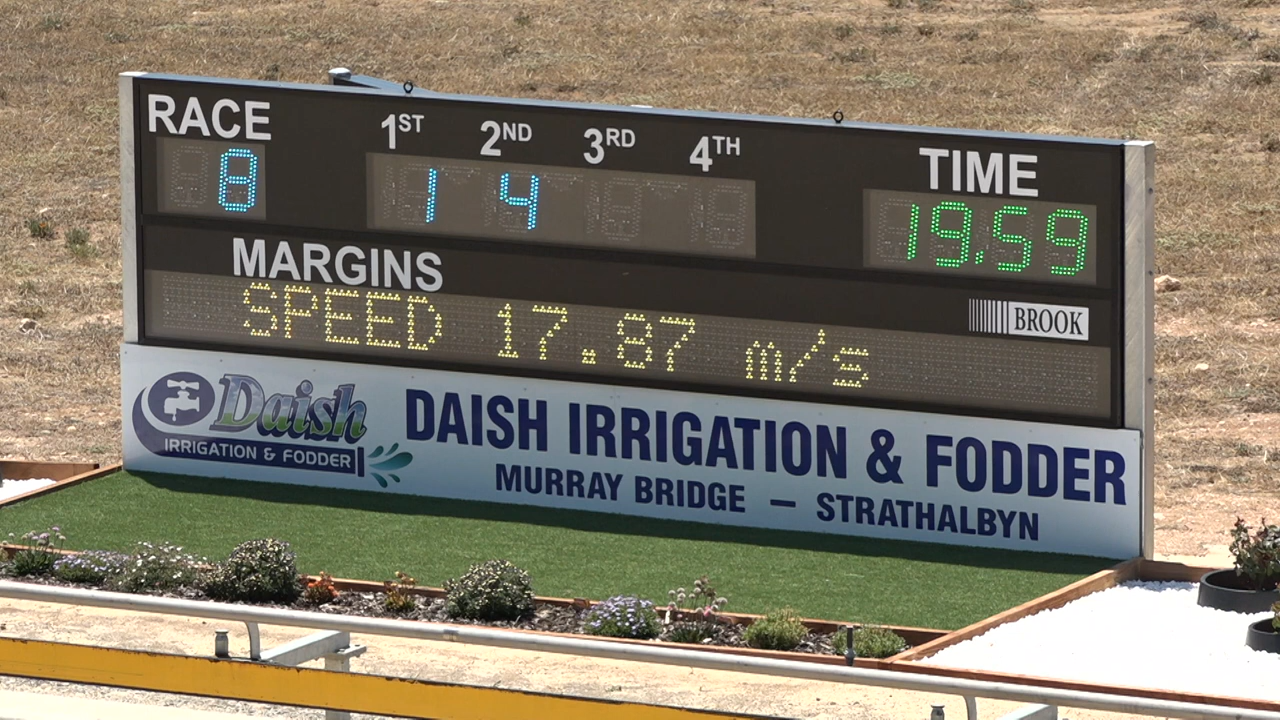 RACE 1ST 2ND 3RD 4TH TIME
8 1 4 19.59
MARGINS
BROOK
SPEED 17.87 m/s
Daish
IRRIGATION & FODDER
DAISH IRRIGATION & FODDER
MURRAY BRIDGE – STRATHALBYN